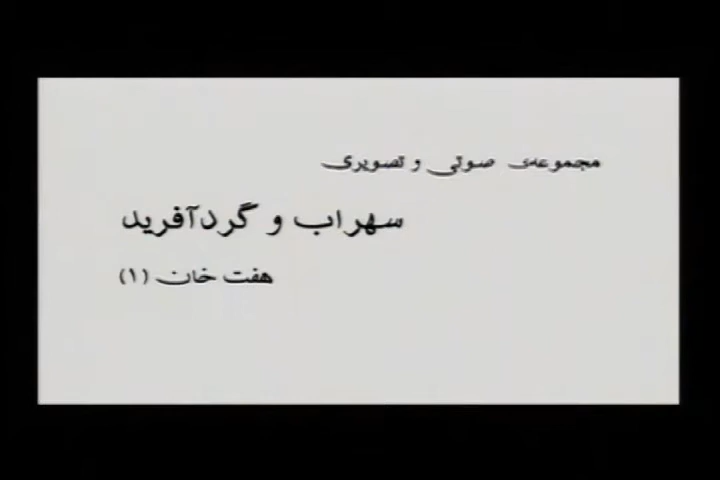 مجموعه‌ی صوتی و تصویری
سهراب و گردآفرید
هفت خان (۱)